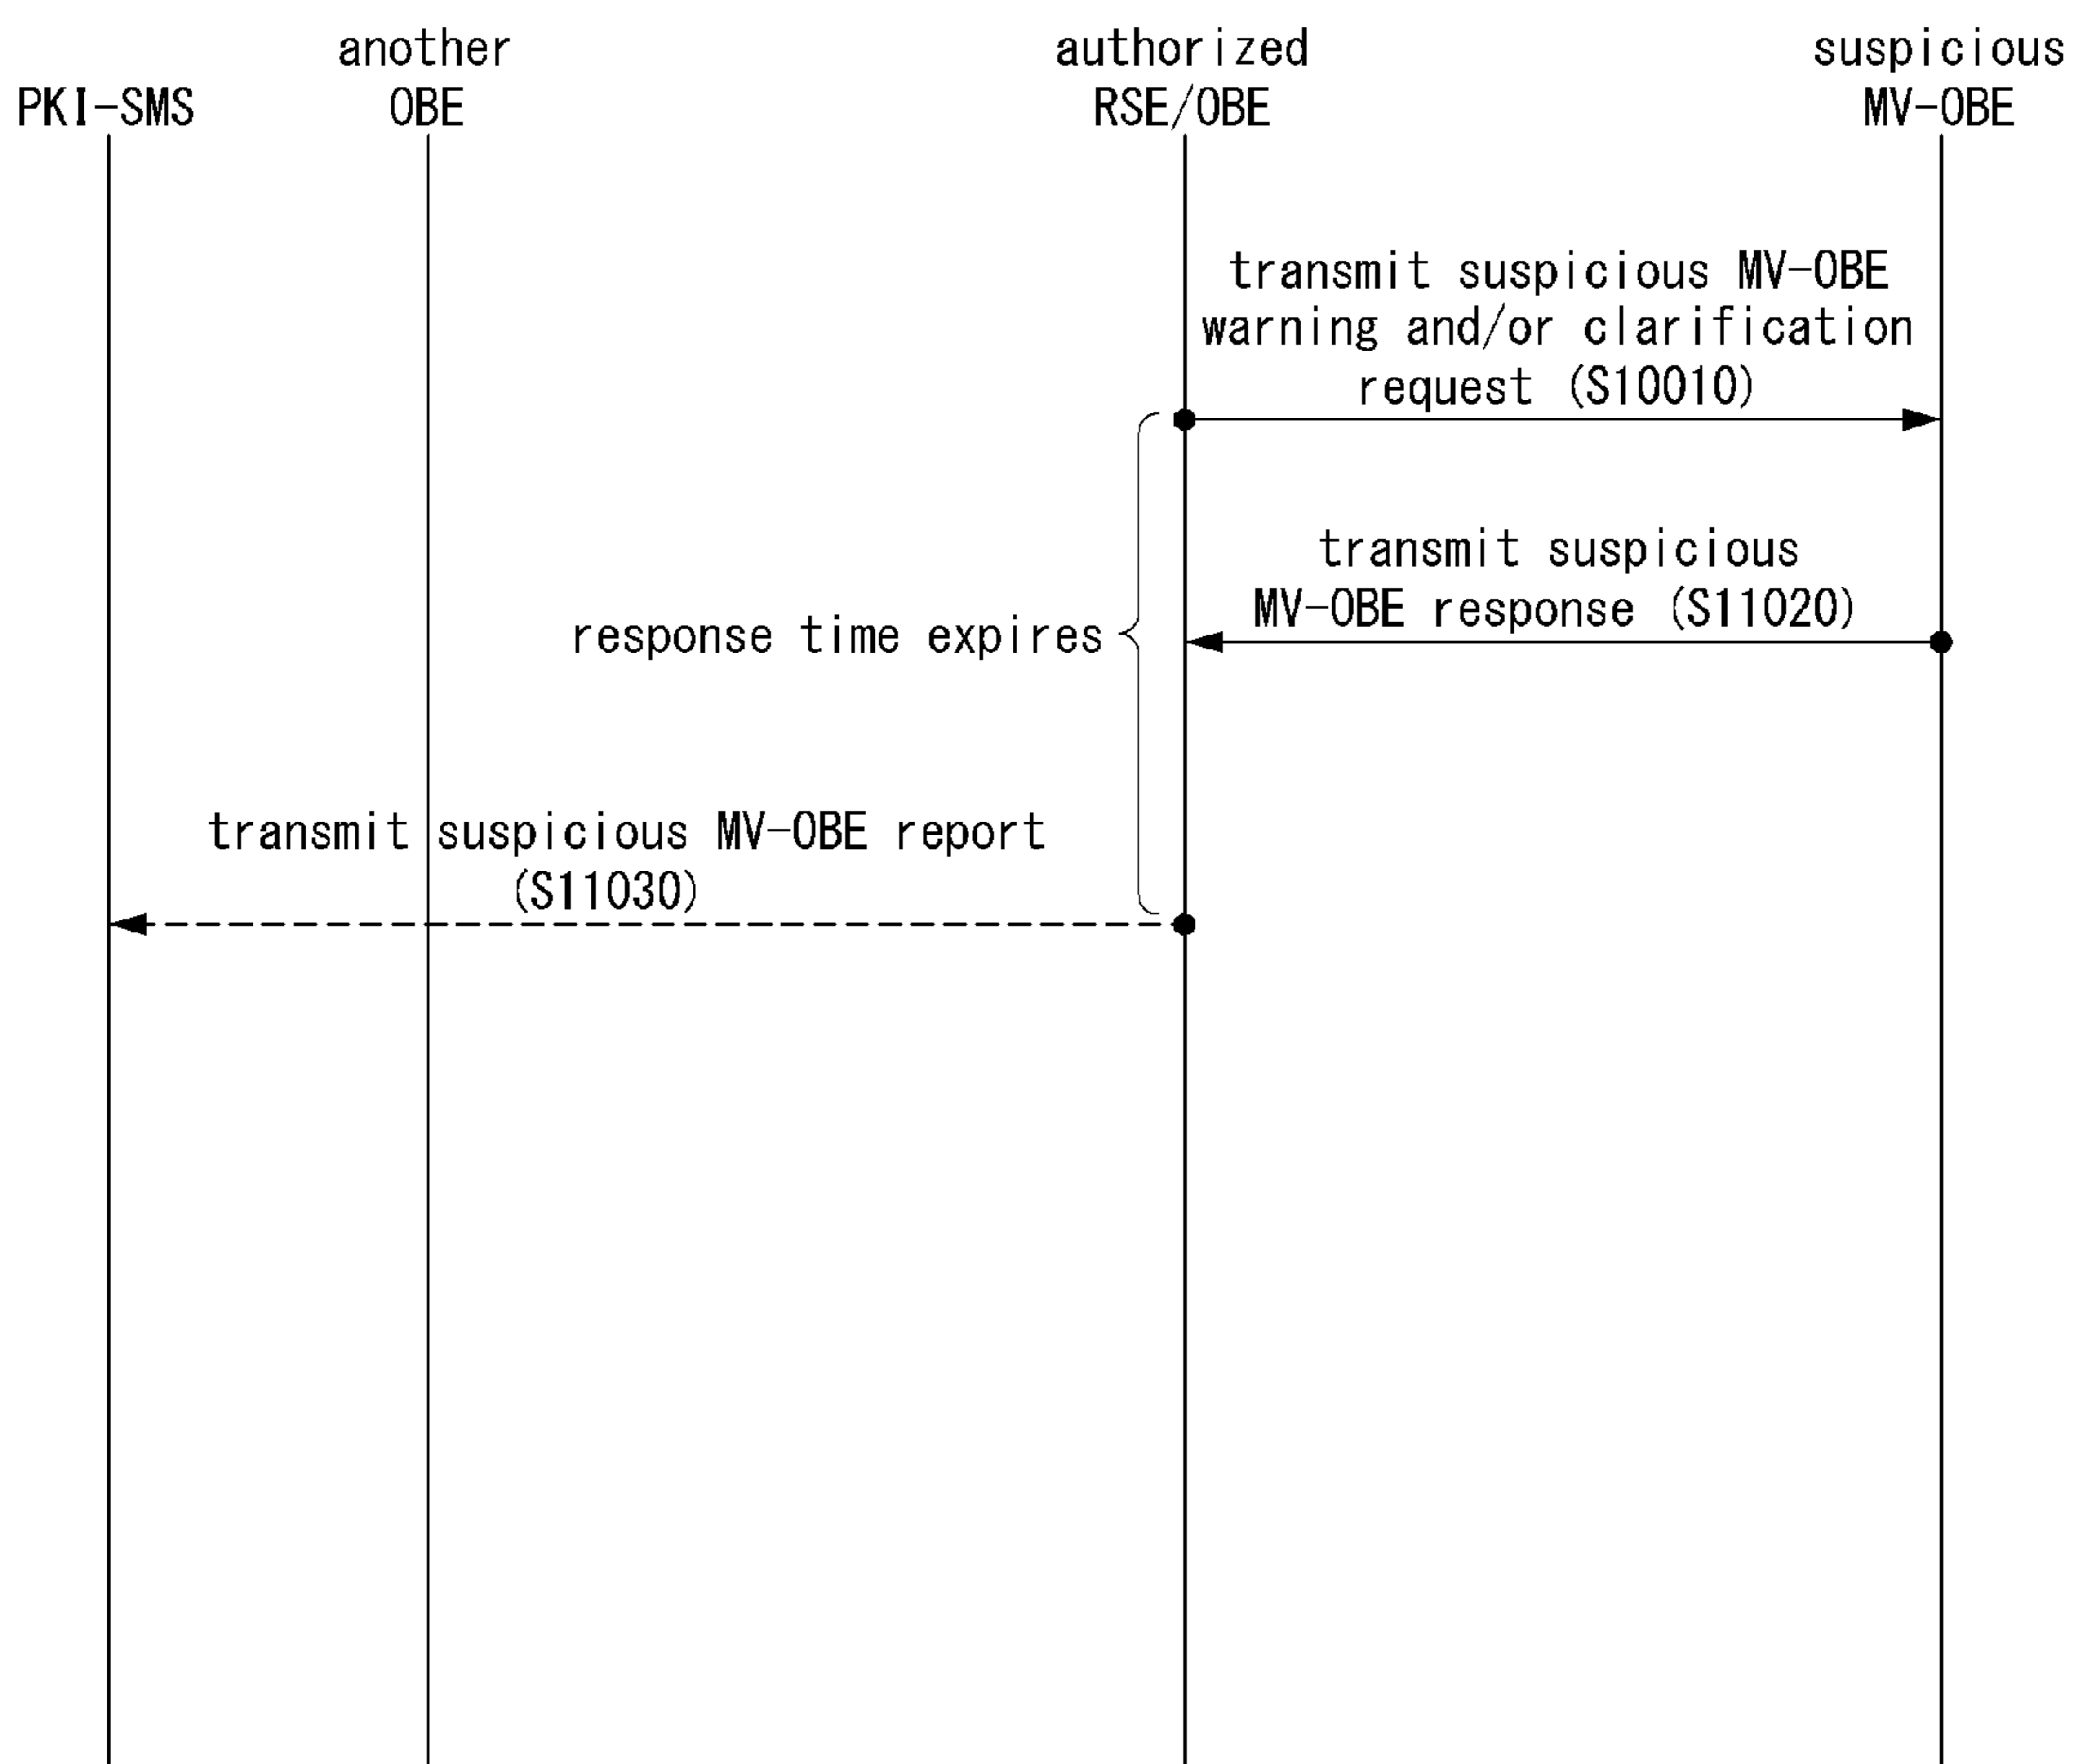 another
PKI-SMS OBE
authorized
RSE/OBE
suspicious
MV-OBE
transmit suspicious MV-OBE
warning and/or clarification
request (S10010)
transmit suspicious
MV-OBE response (S11020)
response time expires
transmit suspicious MV-OBE report
(S11030)